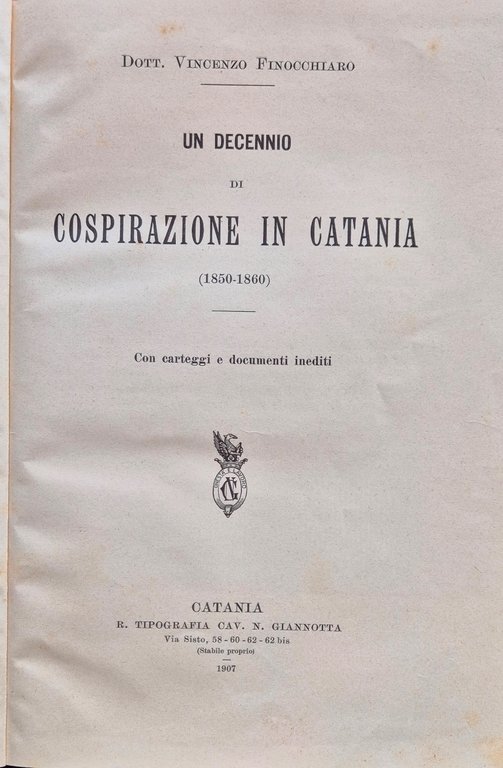 DOTT. VINCENZO FINOCCHIARO
UN DECENNIO
DI
COSPIRAZIONE IN CATANIA
(1850-1860)
Con carteggi e documenti inediti
CATANIA
R. TIPOGRAFIA CAV. N. GIANNOTTA
Via Sisto, 58 - 60 - 62 - 62 bis
(Stabile proprio)
1907